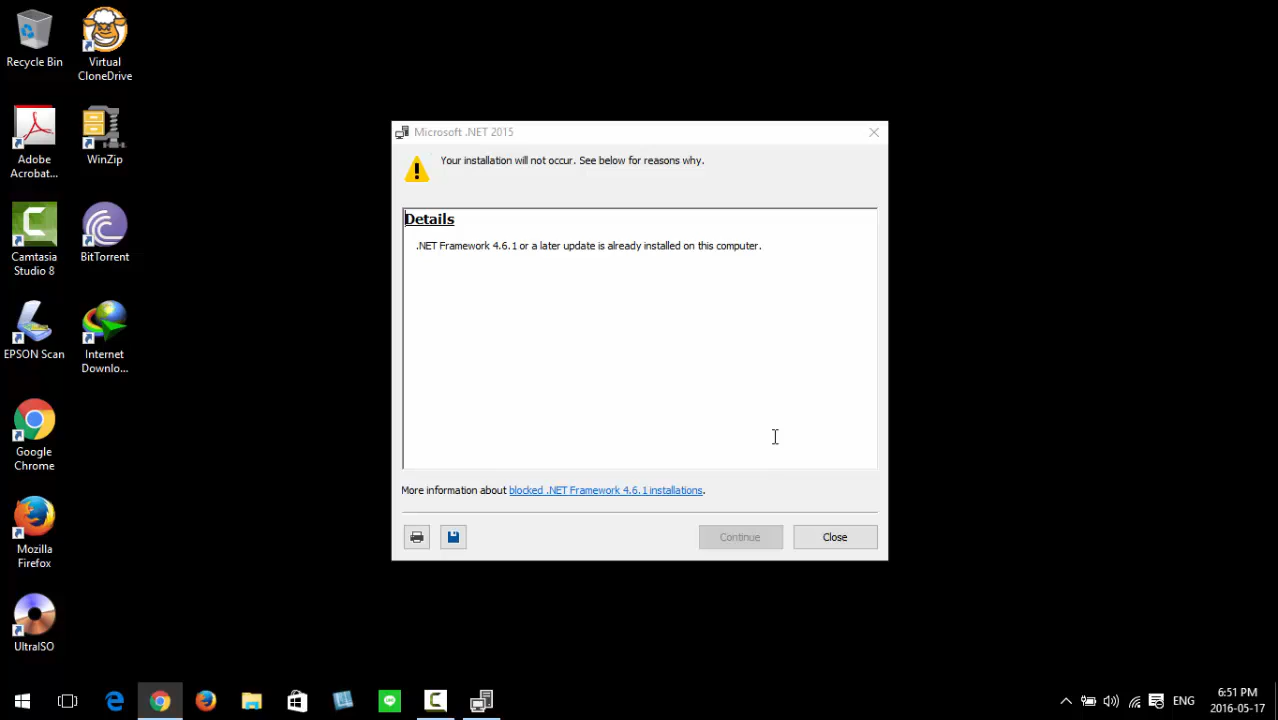 Recycle Bin
Virtual
CloneDrive
Adobe
Acrobat...
WinZip
Camtasia
Studio 8
BitTorrent
EPSON Scan
Internet
Downlo...
Google
Chrome
Mozilla
Firefox
UltraISO
Microsoft .NET 2015
Your installation will not occur. See below for reasons why.
Details
.NET Framework 4.6.1 or a later update is already installed on this computer.
More information about blocked .NET Framework 4.6.1 installations.
Continue
Close
ENG
6:51 PM
2016-05-17